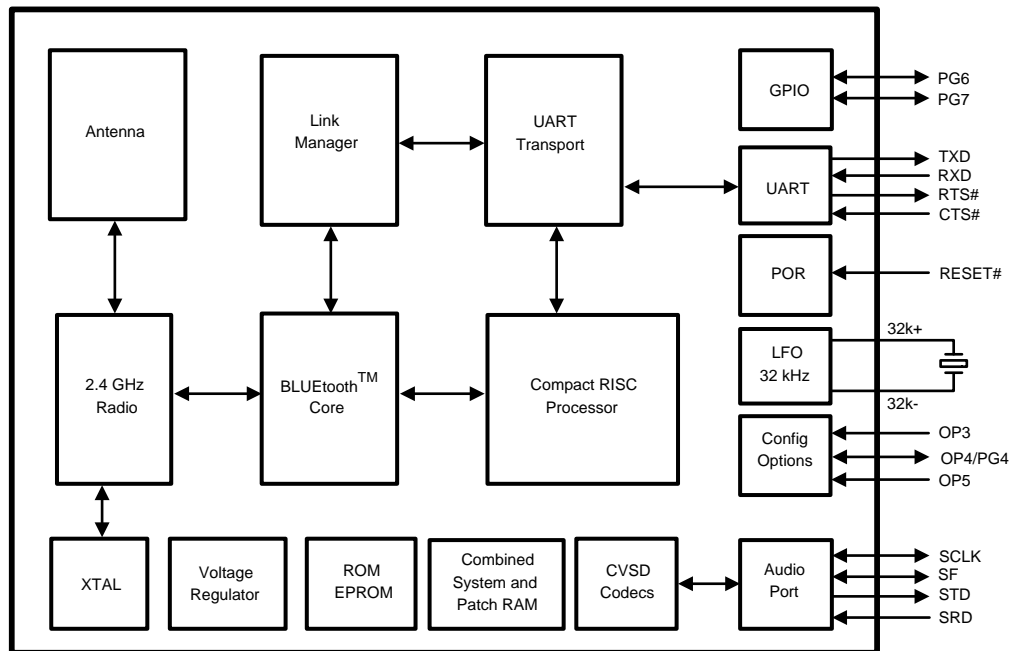 Antenna
Link
Manager
UART
Transport
GPIO
PG6
PG7
UART
TXD
RXD
RTS#
CTS#
POR
RESET#
2.4 GHz
Radio
BLUEtooth™
Core
Compact RISC
Processor
LFO
32 kHz
32k+
32k-
Config
Options
OP3
OP4/PG4
OP5
XTAL
Voltage
Regulator
ROM
EPROM
Combined
System and
Patch RAM
CVSD
Codecs
Audio
Port
SCLK
SF
STD
SRD